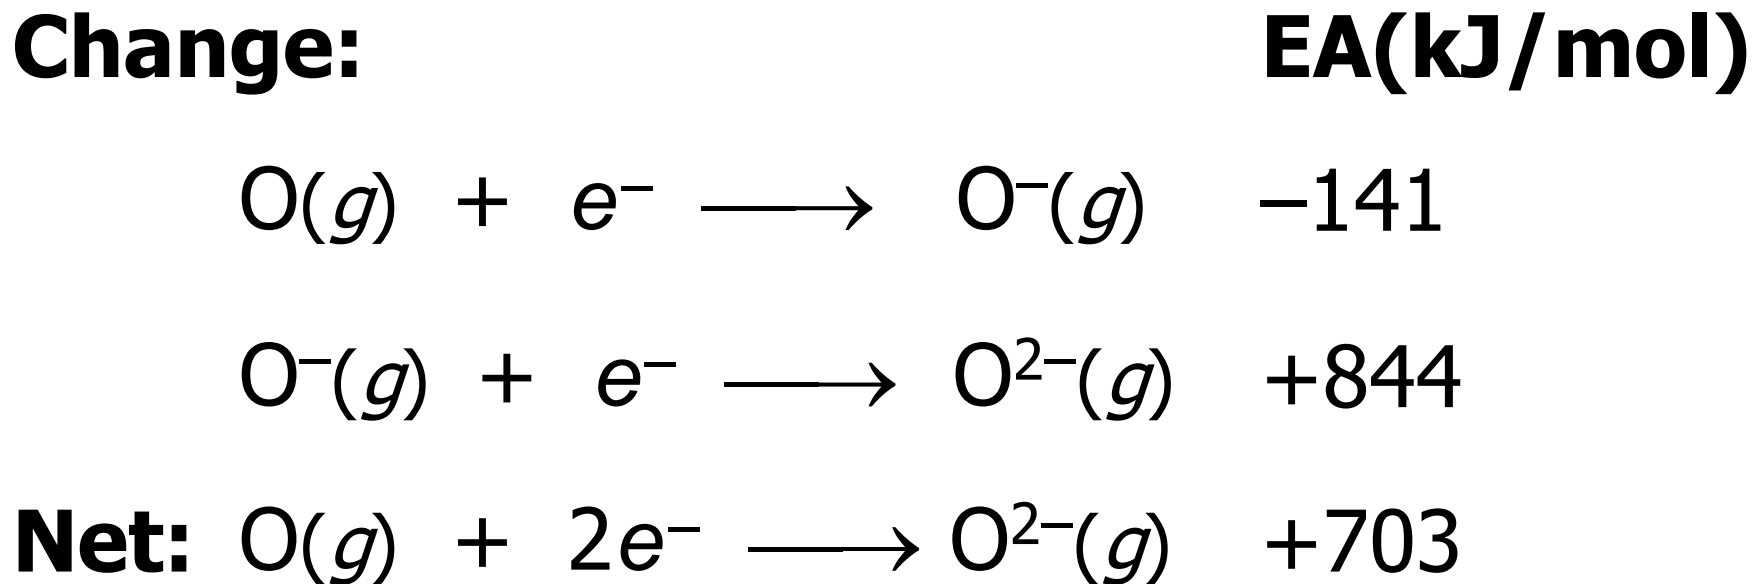 Change: EA(kJ/mol)
O(g) + e⁻ ⟶ O⁻(g) –141
O⁻(g) + e⁻ ⟶ O²⁻(g) +844
Net: O(g) + 2e⁻ ⟶ O²⁻(g) +703